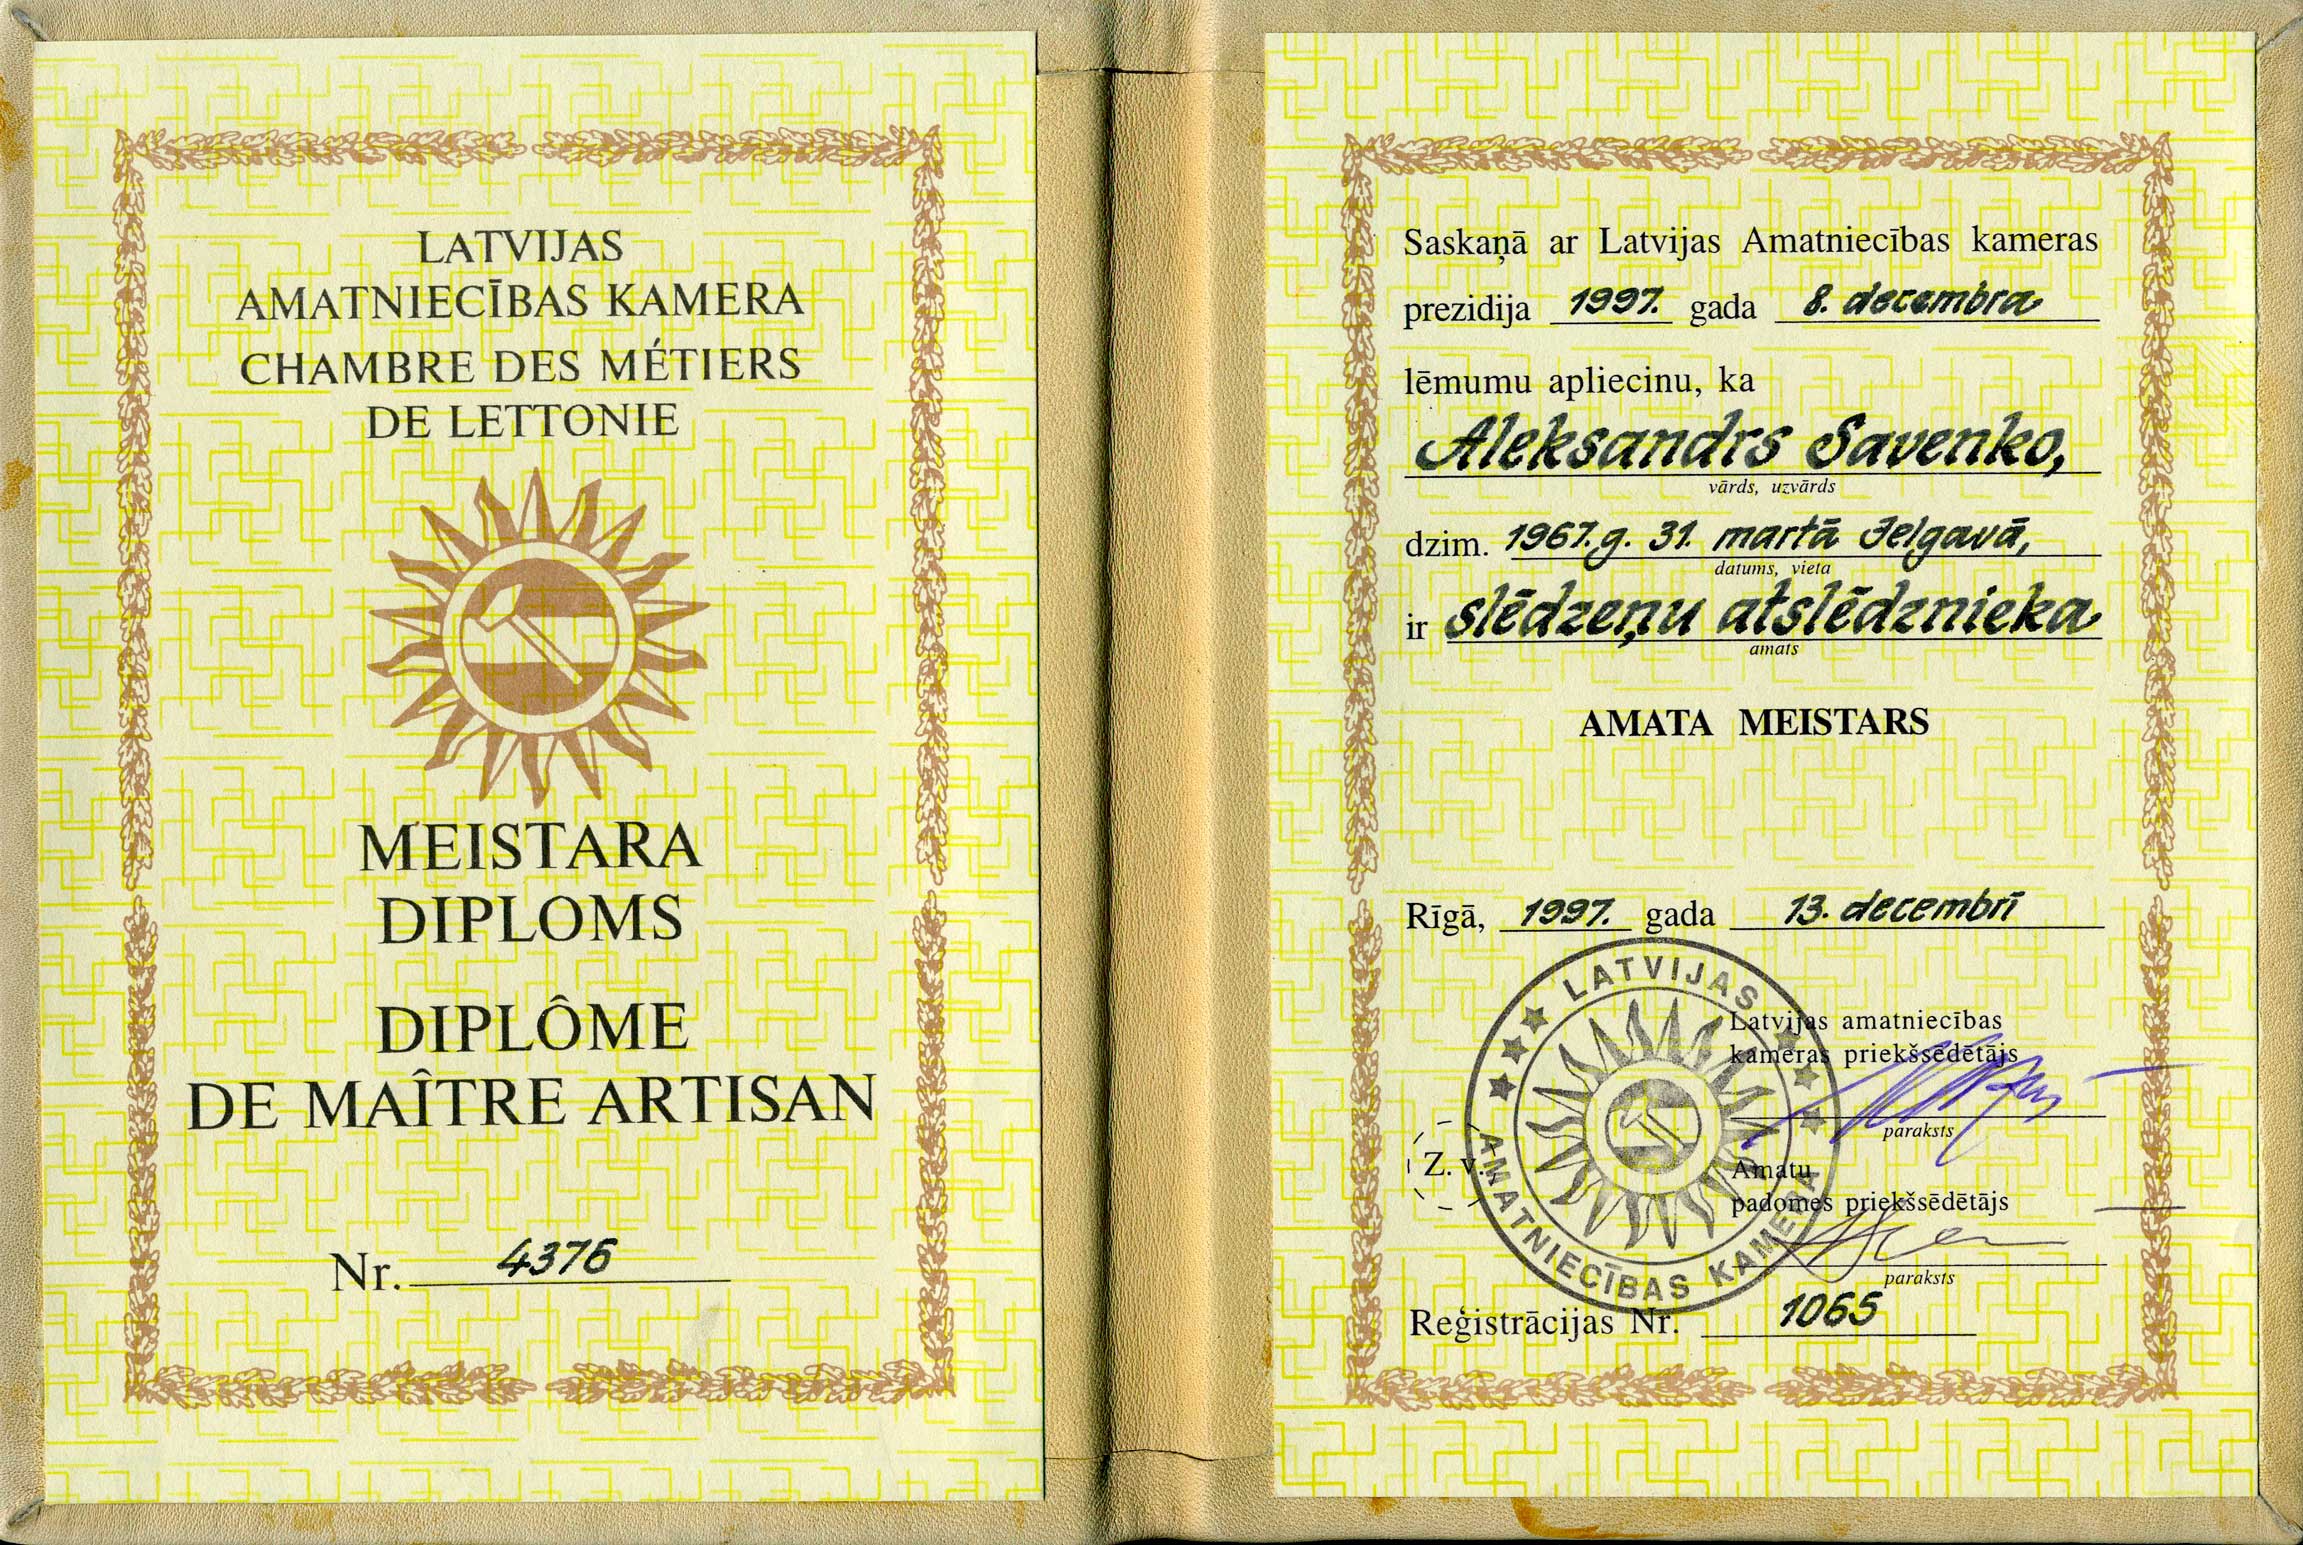 LATVIJAS
AMATNIECĪBAS KAMERA
CHAMBRE DES MÉTIERS
DE LETTONIE
MEISTARA
DIPLOMS
DIPLÔME
DE MAÎTRE ARTISAN
Nr. 4376
Saskaņā ar Latvijas Amatniecības kameras
prezidija 1997. gada 8. decembra
lēmumu apliecinu, ka
Aleksandrs Savenko,
vārds, uzvārds
dzim. 1967.g. 31. martā Jelgavā,
datums, vieta
ir slēdzeņu atslēdznieka
amats
AMATA MEISTARS
Rīgā, 1997. gada 13. decembrī
LATVIJAS
AMATNIECĪBAS KAMERA
Latvijas amatniecības
kameras priekšsēdētājs
paraksts
Z. v.
Amatu
padomes priekšsēdētājs
paraksts
Reģistrācijas Nr. 1065